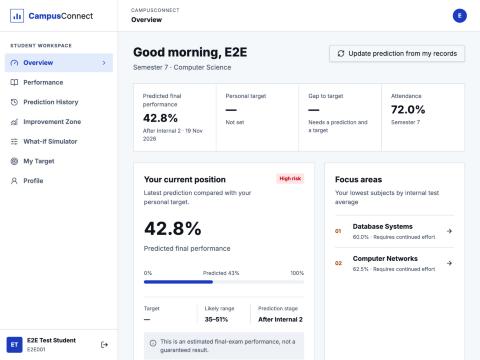 CampusConnect
CAMPUSCONNECT
Overview
E
STUDENT WORKSPACE
Overview
Performance
Prediction History
Improvement Zone
What-if Simulator
My Target
Profile
ET
E2E Test Student
E2E001
Good morning, E2E
Semester 7 · Computer Science
Update prediction from my records
Predicted final
performance
42.8%
After Internal 2 · 19 Nov
2026
Personal target
—
Not set
Gap to target
—
Needs a prediction and
a target
Attendance
72.0%
Semester 7
Your current position
High risk
Latest prediction compared with your
personal target.
42.8%
Predicted final performance
0%
Predicted 43%
100%
Target
—
Likely range
35–51%
Prediction stage
After Internal 2
This is an estimated final-exam performance, not a
guaranteed result.
Focus areas
Your lowest subjects by internal test
average
01
Database Systems
60.0% · Requires continued effort
02
Computer Networks
62.5% · Requires continued effort